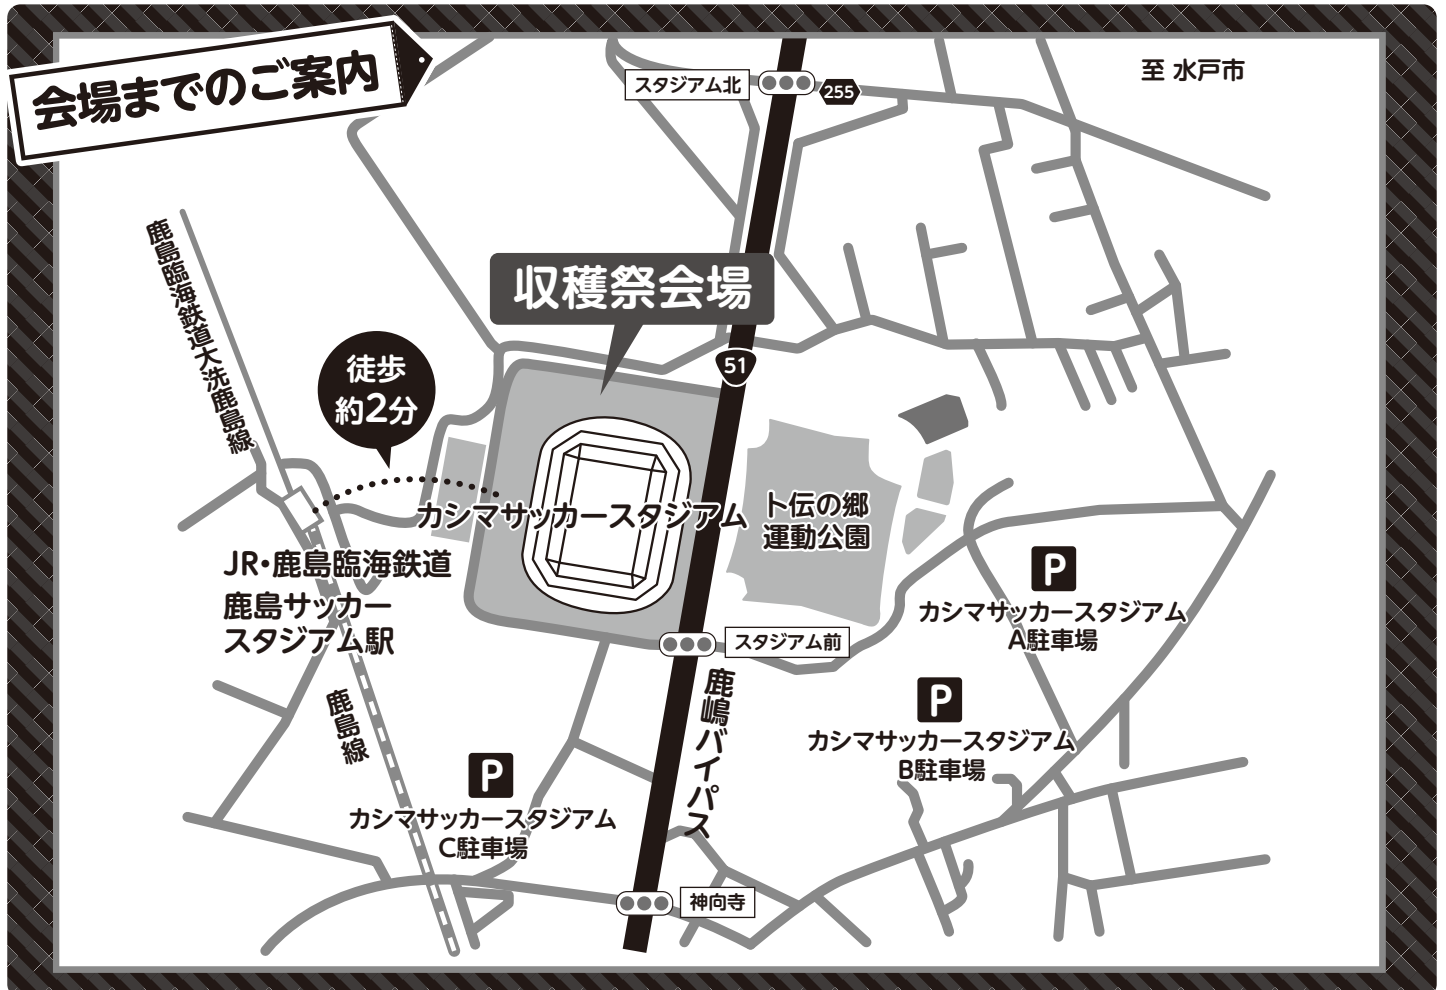 会場までのご案内
至 水戸市
スタジアム北
255
鹿島臨海鉄道大洗鹿島線
収穫祭会場
徒歩
約2分
51
カシマサッカースタジアム
卜伝の郷
運動公園
JR・鹿島臨海鉄道
鹿島サッカー
スタジアム駅
P
カシマサッカースタジアム
A駐車場
スタジアム前
鹿島線
鹿嶋バイパス
P
カシマサッカースタジアム
B駐車場
P
カシマサッカースタジアム
C駐車場
神向寺